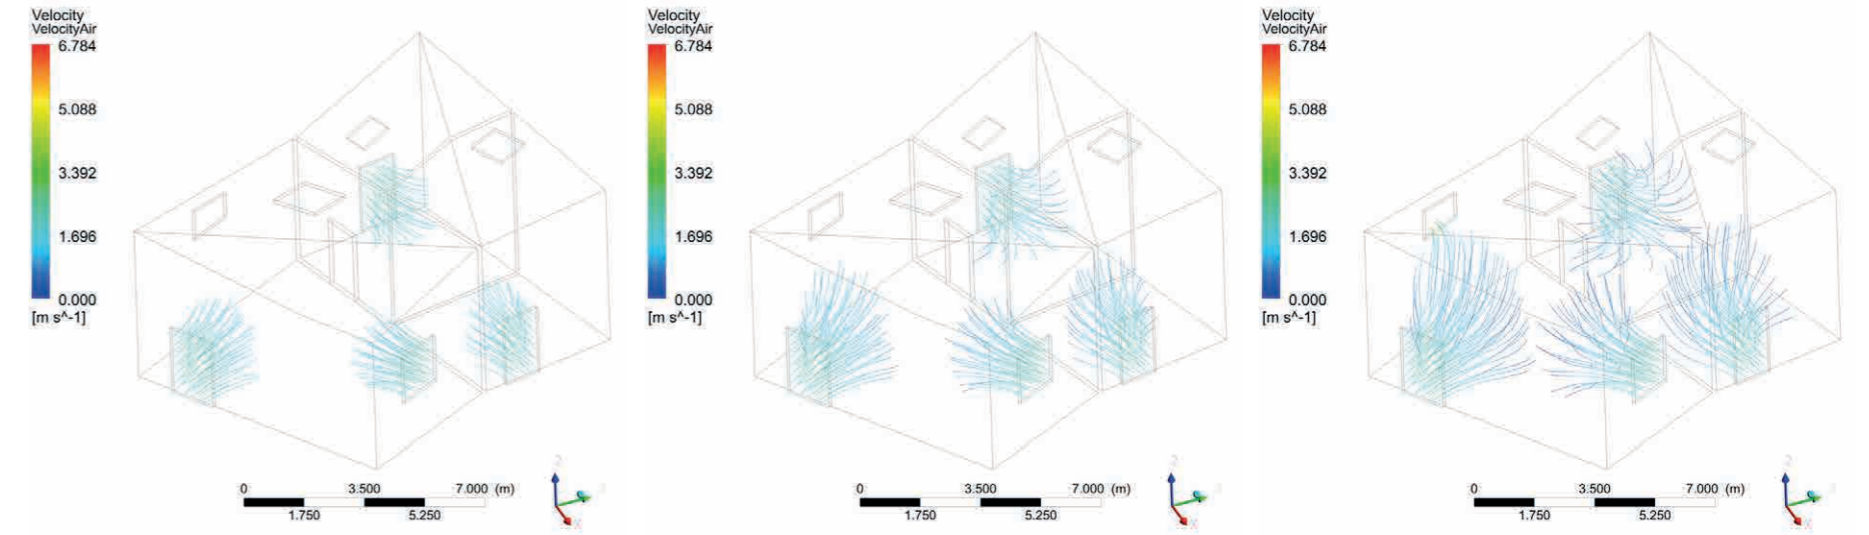 Velocity
VelocityAir
6.784
5.088
3.392
1.696
0.000
[m s^-1]
0 3.500 7.000 (m)
1.750 5.250
Z
X
Velocity
VelocityAir
6.784
5.088
3.392
1.696
0.000
[m s^-1]
0 3.500 7.000 (m)
1.750 5.250
Z
X
Velocity
VelocityAir
6.784
5.088
3.392
1.696
0.000
[m s^-1]
0 3.500 7.000 (m)
1.750 5.250
Z
X